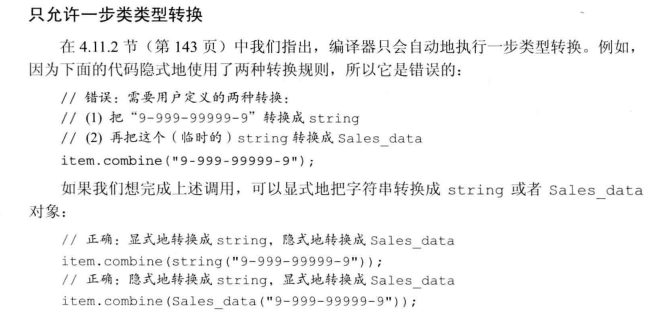 只允许一步类类型转换
在 4.11.2 节（第 143 页）中我们指出，编译器只会自动地执行一步类型转换。例如，
因为下面的代码隐式地使用了两种转换规则，所以它是错误的：
// 错误：需要用户定义的两种转换：
// (1) 把“9-999-99999-9”转换成 string
// (2) 再把这个（临时的）string 转换成 Sales_data
item.combine("9-999-99999-9");
如果我们想完成上述调用，可以显式地把字符串转换成 string 或者 Sales_data
对象：
// 正确：显式地转换成 string，隐式地转换成 Sales_data
item.combine(string("9-999-99999-9"));
// 正确：隐式地转换成 string，显式地转换成 Sales_data
item.combine(Sales_data("9-999-99999-9"));